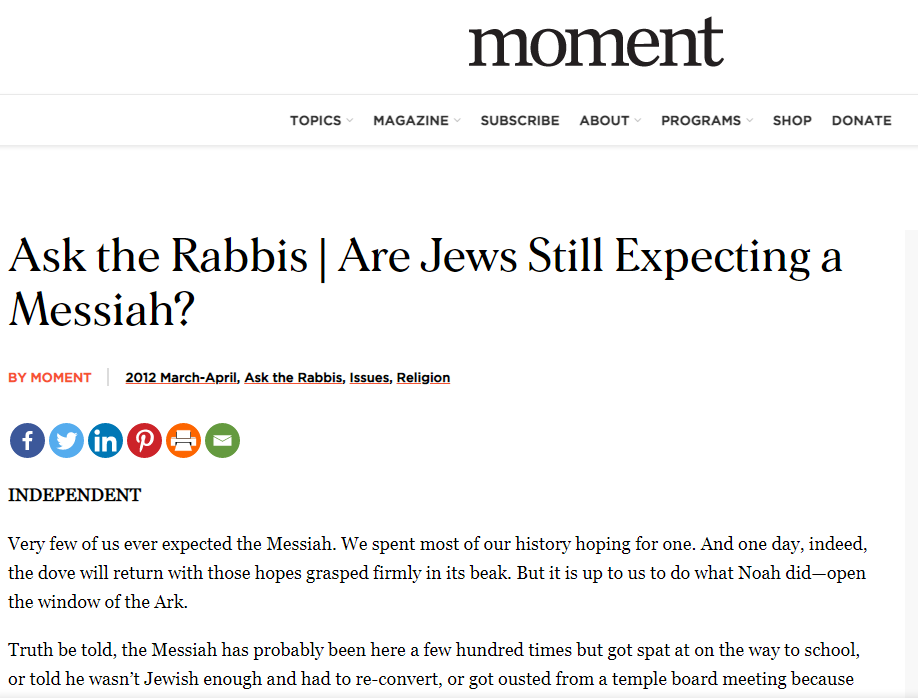 moment
TOPICS MAGAZINE SUBSCRIBE ABOUT PROGRAMS SHOP DONATE
Ask the Rabbis | Are Jews Still Expecting a
Messiah?
BY MOMENT | 2012 March-April, Ask the Rabbis, Issues, Religion
INDEPENDENT
Very few of us ever expected the Messiah. We spent most of our history hoping for one. And one day, indeed,
the dove will return with those hopes grasped firmly in its beak. But it is up to us to do what Noah did—open
the window of the Ark.
Truth be told, the Messiah has probably been here a few hundred times but got spat at on the way to school,
or told he wasn’t Jewish enough and had to re-convert, or got ousted from a temple board meeting because